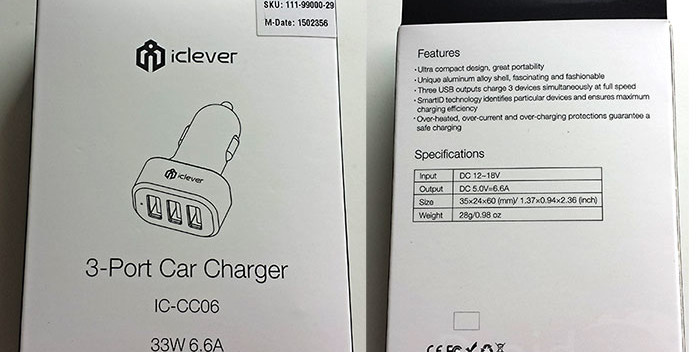 SKU: 111-99000-29
M-Date: 1502356
iclever
iclever
3-Port Car Charger
IC-CC06
33W 6.6A
Features
· Ultra compact design, great portability
· Unique aluminum alloy shell, fascinating and fashionable
· Three USB outputs charge 3 devices simultaneously at full speed
· SmartID technology identifies particular devices and ensures maximum
charging efficiency
· Over-heated, over-current and over-charging protections guarantee a
safe charging
Specifications
Input DC 12~18V
Output DC 5.0V=6.6A
Size 35×24×60 (mm)/ 1.37×0.94×2.36 (inch)
Weight 28g/0.98 oz
CE FC